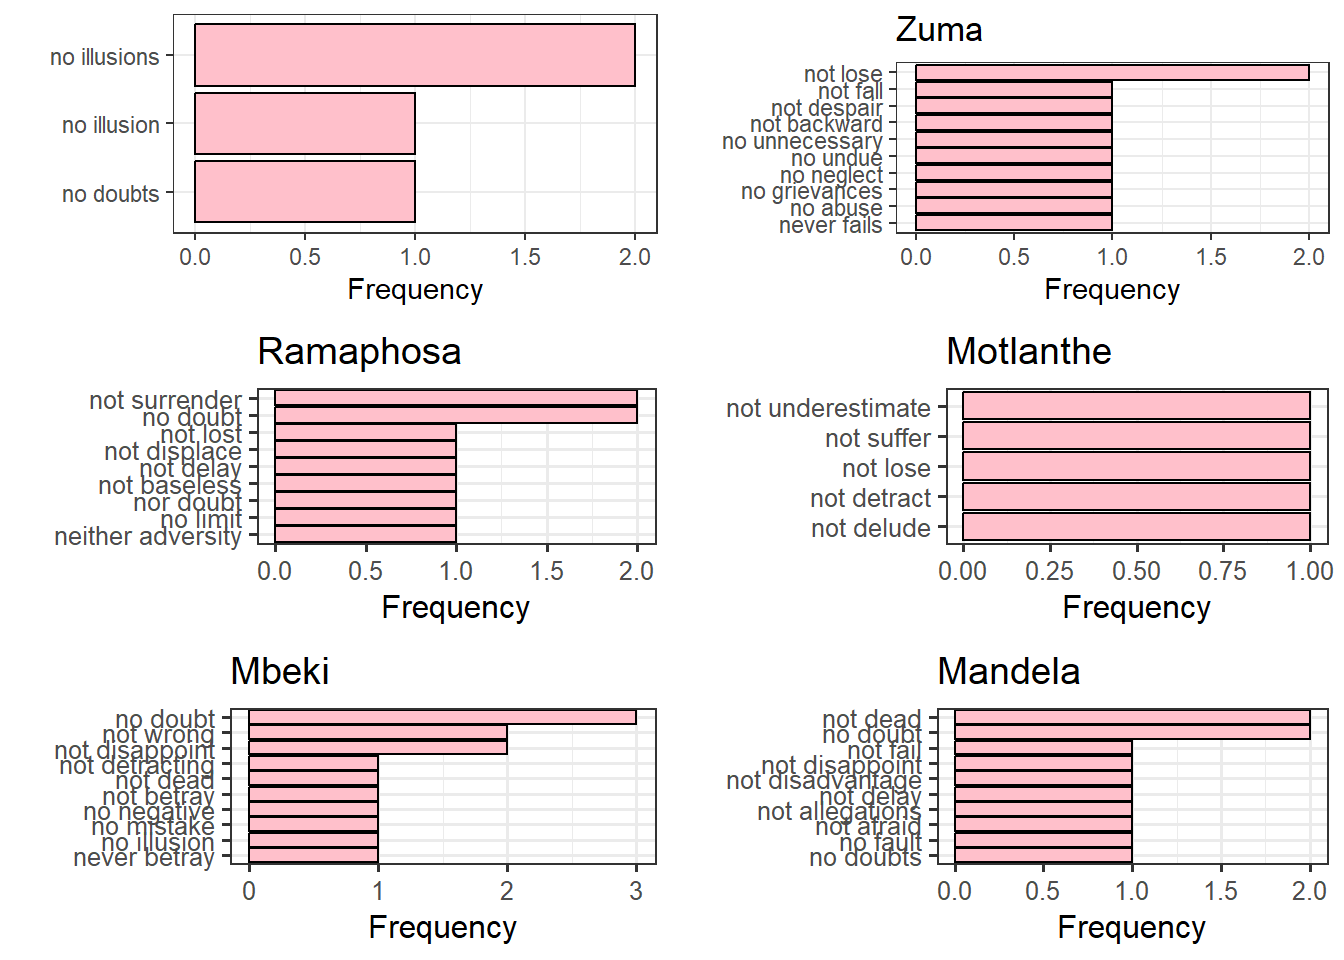 no illusions
no illusion
no doubts
0.0 0.5 1.0 1.5 2.0
Frequency
Zuma
not lose
not fall
not despair
not backward
no unnecessary
no undue
no neglect
no grievances
no abuse
never fails
0.0 0.5 1.0 1.5 2.0
Frequency
Ramaphosa
not surrender
no doubt
not lost
not displace
not delay
not baseless
nor doubt
no limit
neither adversity
0.0 0.5 1.0 1.5 2.0
Frequency
Motlanthe
not underestimate
not suffer
not lose
not detract
not delude
0.00 0.25 0.50 0.75 1.00
Frequency
Mbeki
no doubt
not wrong
not disappoint
not detracting
not dead
not betray
no negative
no mistake
no illusion
never betray
0 1 2 3
Frequency
Mandela
not dead
no doubt
not fail
not disappoint
not disadvantage
not delay
not allegations
not afraid
no fault
no doubts
0.0 0.5 1.0 1.5 2.0
Frequency